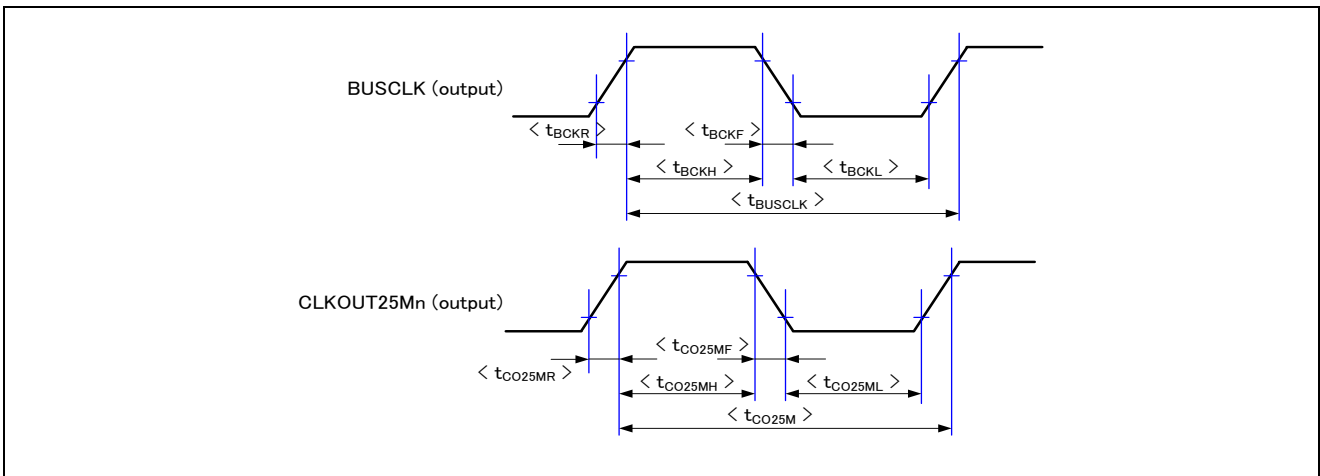 BUSCLK (output)
< tBCKR >
< tBCKF >
< tBCKH >
< tBCKL >
< tBUSCLK >
CLKOUT25Mn (output)
< tCO25MR >
< tCO25MF >
< tCO25MH >
< tCO25ML >
< tCO25M >